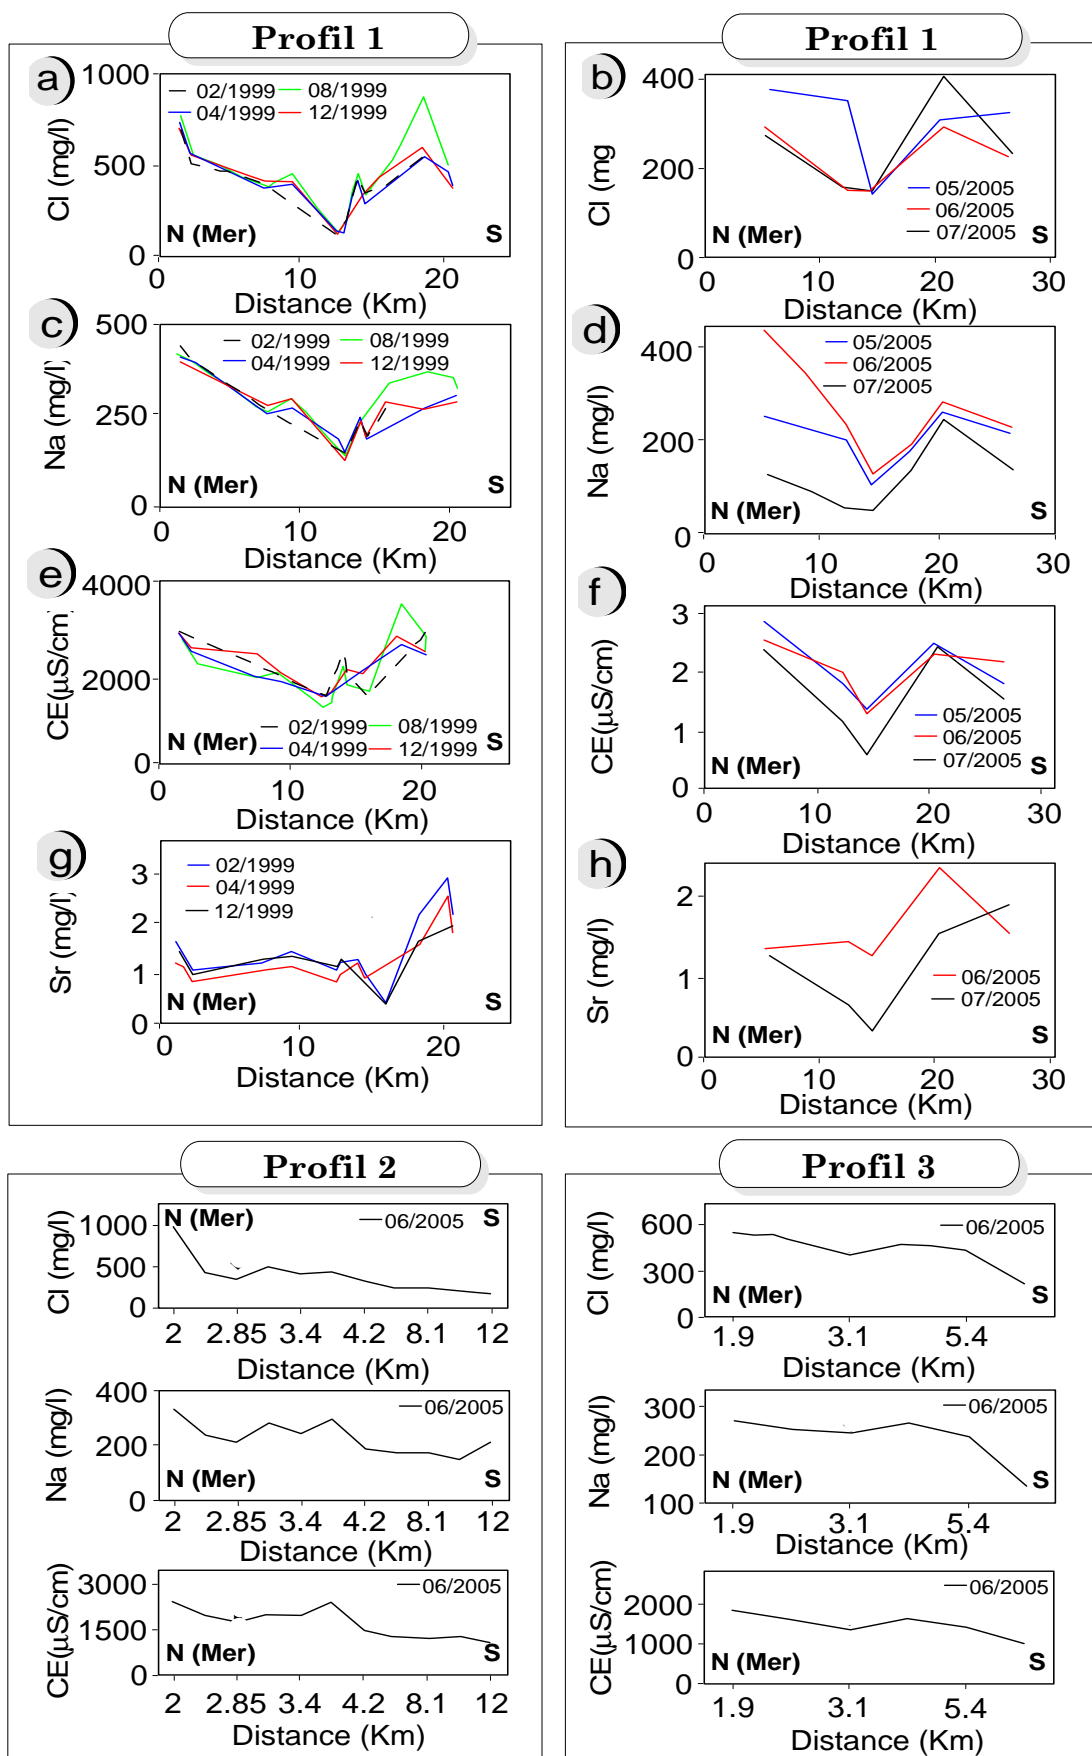 Profil 1
a
1000
500
0
Cl (mg/l)
02/1999
08/1999
04/1999
12/1999
N (Mer)
S
0
10
20
Distance (Km)
c
500
250
0
Na (mg/l)
02/1999
08/1999
04/1999
12/1999
N (Mer)
S
0
10
20
Distance (Km)
e
4000
2000
0
CE(µS/cm)
02/1999
08/1999
04/1999
12/1999
N (Mer)
S
0
10
20
Distance (Km)
g
3
2
1
0
Sr (mg/l)
02/1999
04/1999
12/1999
N (Mer)
S
0
10
20
Distance (Km)
Profil 1
b
400
200
0
Cl (mg
05/2005
06/2005
07/2005
N (Mer)
S
0
10
20
30
Distance (Km)
d
400
200
0
Na (mg/l)
05/2005
06/2005
07/2005
N (Mer)
S
0
10
20
30
Distance (Km)
f
3
2
1
0
CE(µS/cm)
05/2005
06/2005
07/2005
N (Mer)
S
0
10
20
30
Distance (Km)
h
2
1
0
Sr (mg/l)
06/2005
07/2005
N (Mer)
S
0
10
20
30
Distance (Km)
Profil 2
1000
500
0
Cl (mg/l)
N (Mer)
06/2005
S
2
2.85
3.4
4.2
8.1
12
Distance (Km)
400
200
0
Na (mg/l)
06/2005
N (Mer)
S
2
2.85
3.4
4.2
8.1
12
Distance (Km)
3000
1500
0
CE(µS/cm)
06/2005
N (Mer)
S
2
2.85
3.4
4.2
8.1
12
Distance (Km)
Profil 3
600
300
0
Cl (mg/l)
06/2005
N (Mer)
S
1.9
3.1
5.4
Distance (Km)
300
200
100
Na (mg/l)
06/2005
N (Mer)
S
1.9
3.1
5.4
Distance (Km)
2000
1000
0
CE(µS/cm)
06/2005
N (Mer)
S
1.9
3.1
5.4
Distance (Km)